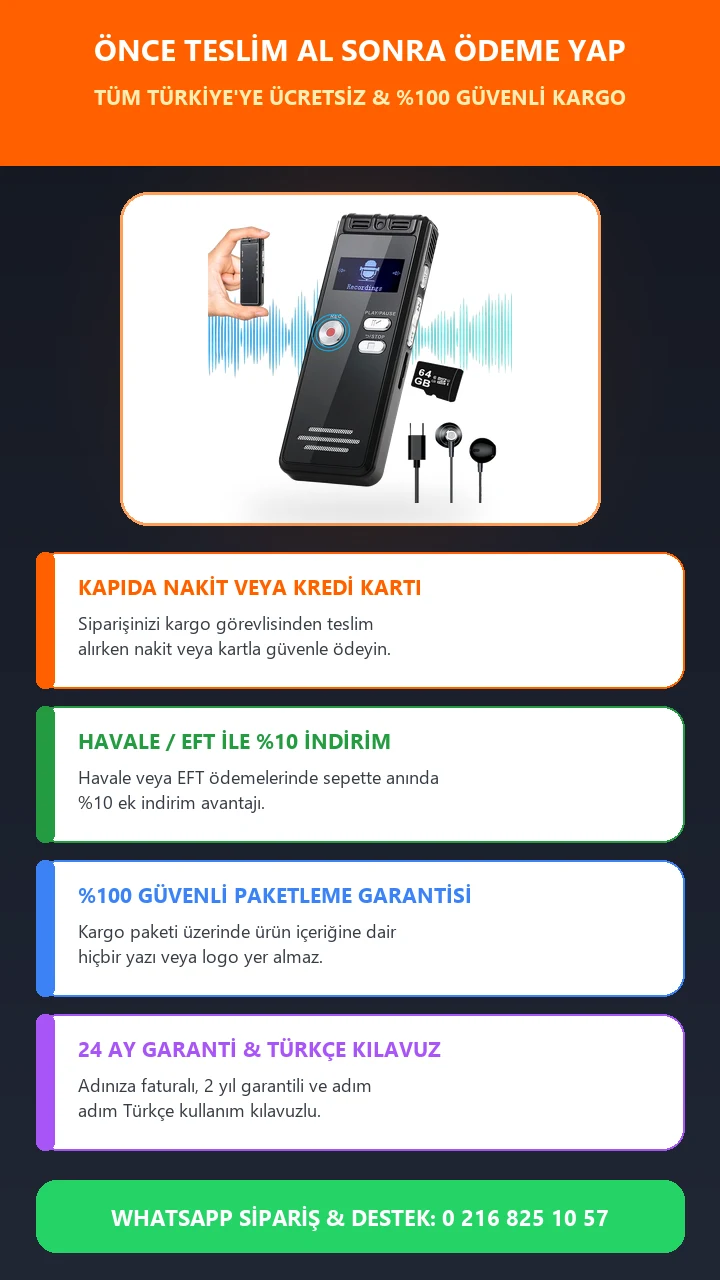 ÖNCE TESLİM AL SONRA ÖDEME YAP
TÜM TÜRKİYE'YE ÜCRETSİZ & %100 GÜVENLİ KARGO
Recordings
REC
PLAY/PAUSE
/STOP
64
GB
KAPIDA NAKİT VEYA KREDİ KARTI
Siparişinizi kargo görevlisinden teslim
alırken nakit veya kartla güvenle ödeyin.
HAVALE / EFT İLE %10 İNDİRİM
Havale veya EFT ödemelerinde sepette anında
%10 ek indirim avantajı.
%100 GÜVENLİ PAKETLEME GARANTİSİ
Kargo paketi üzerinde ürün içeriğine dair
hiçbir yazı veya logo yer almaz.
24 AY GARANTİ & TÜRKÇE KILAVUZ
Adınıza faturalı, 2 yıl garantili ve adım
adım Türkçe kullanım kılavuzlu.
WHATSAPP SİPARİŞ & DESTEK: 0 216 825 10 57